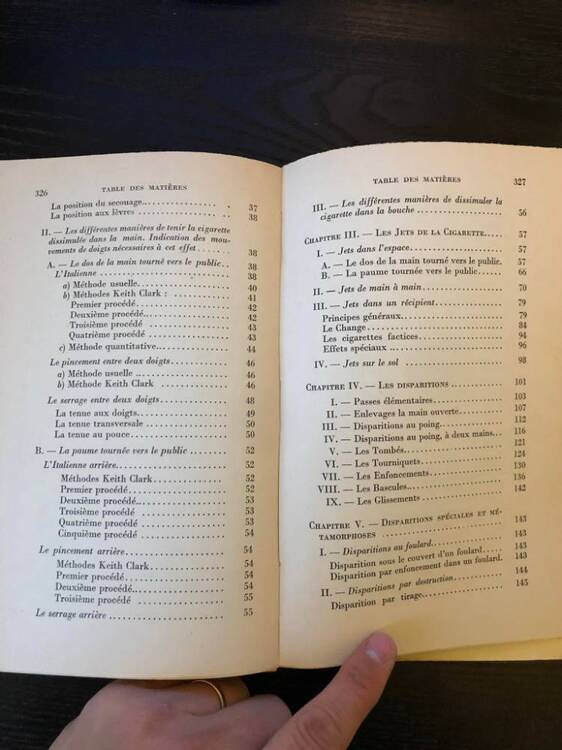 326
TABLE DES MATIÈRES
La position du secouage.. . 37
La position aux lèvres . 38
II. — Les différentes manières de tenir la cigarette
dissimulée dans la main. Indication des mou-
vements de doigts nécessaires à cet effet . 38
A. — Le dos de la main tourné vers le public . . 38
L'Italienne . 38
a) Méthode usuelle. 40
b) Méthodes Keith Clark : . 41
Premier procédé . 42
Deuxième procédé. 42
Troisième procédé . 43
Quatrième procédé . 43
c) Méthode quantitative. 44
Le pincement entre deux doigts . 46
a) Méthode usuelle . 46
b) Méthode Keith Clark . 46
Le serrage entre deux doigts . 48
La tenue aux doigts. 49
La tenue transversale . 50
La tenue au pouce . 50
B. — La paume tournée vers le public . 52
L'Italienne arrière. 52
Méthodes Keith Clark . 52
Premier procédé . 52
Deuxième procédé. 53
Troisième procédé . 53
Quatrième procédé . 53
Cinquième procédé . 54
Le pincement arrière. 54
Méthodes Keith Clark . 54
Premier procédé . 54
Deuxième procédé. 54
Troisième procédé . 55
Le serrage arrière . 55
TABLE DES MATIÈRES
327
III. — Les différentes manières de dissimuler la
cigarette dans la bouche . 56
CHAPITRE III. — LES JETS DE LA CIGARETTE. 57
I. — Jets dans l'espace . 57
A. — Le dos de la main tourné vers le public. 57
B. — La paume tournée vers le public . 66
II. — Jets de main à main . 70
III. — Jets dans un récipient . 79
Principes généraux. 79
Le Change . 84
Les cigarettes factices . 94
Effets spéciaux . 96
IV. — Jets sur le sol . 98
CHAPITRE IV. — LES DISPARITIONS . 101
I. — Passes élémentaires . 103
II. — Enlevages la main ouverte . 107
III. — Disparitions au poing. 112
IV. — Disparitions au poing, à deux mains. 116
V. — Les Tombés. 121
VI. — Les Tourniquets . 124
VII. — Les Enfoncements . 130
VIII. — Les Bascules. 136
IX. — Les Glissements . 142
CHAPITRE V. — DISPARITIONS SPÉCIALES ET MÉ-
TAMORPHOSES . 143
I. — Disparitions au foulard . 143
Disparition sous le couvert d'un foulard. 143
Disparition par enfoncement dans un foulard. 144
II. — Disparitions par destruction . 145
Disparition par tirage.